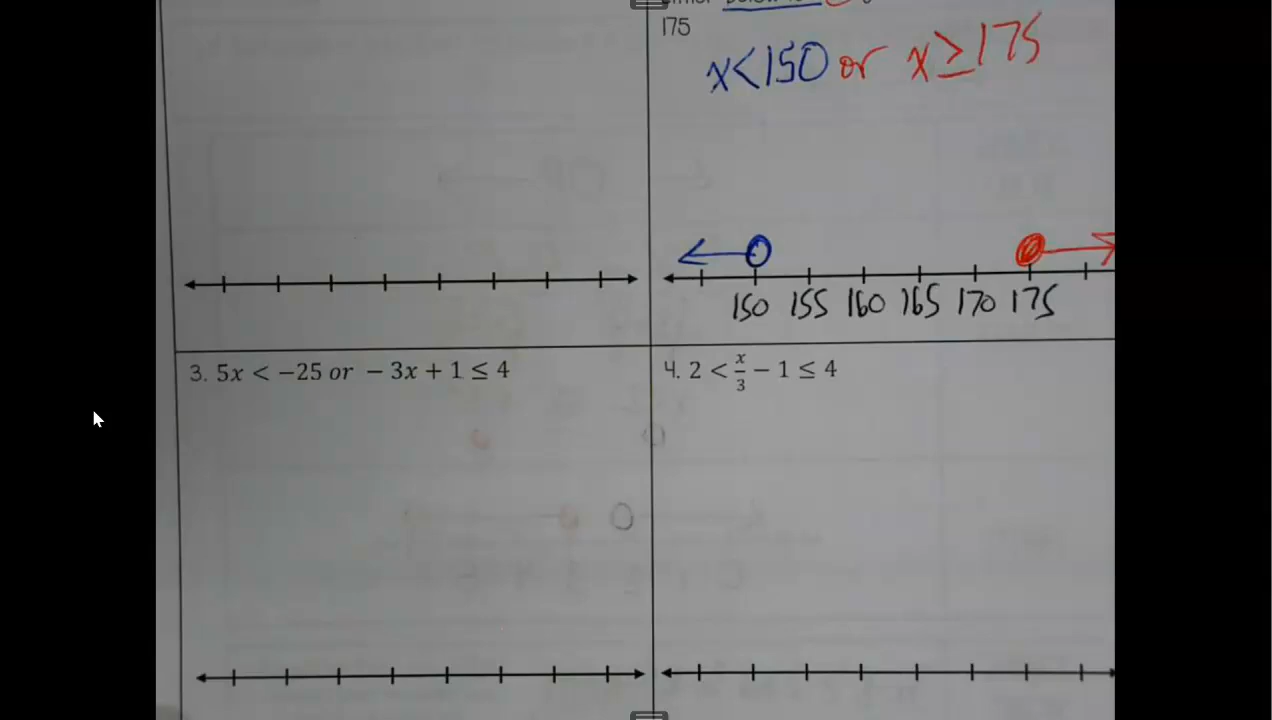 175
x<150 or x≥175
150 155 160 165 170 175
3. 5x < −25 or − 3x + 1 ≤ 4
4. 2 < x/3 − 1 ≤ 4